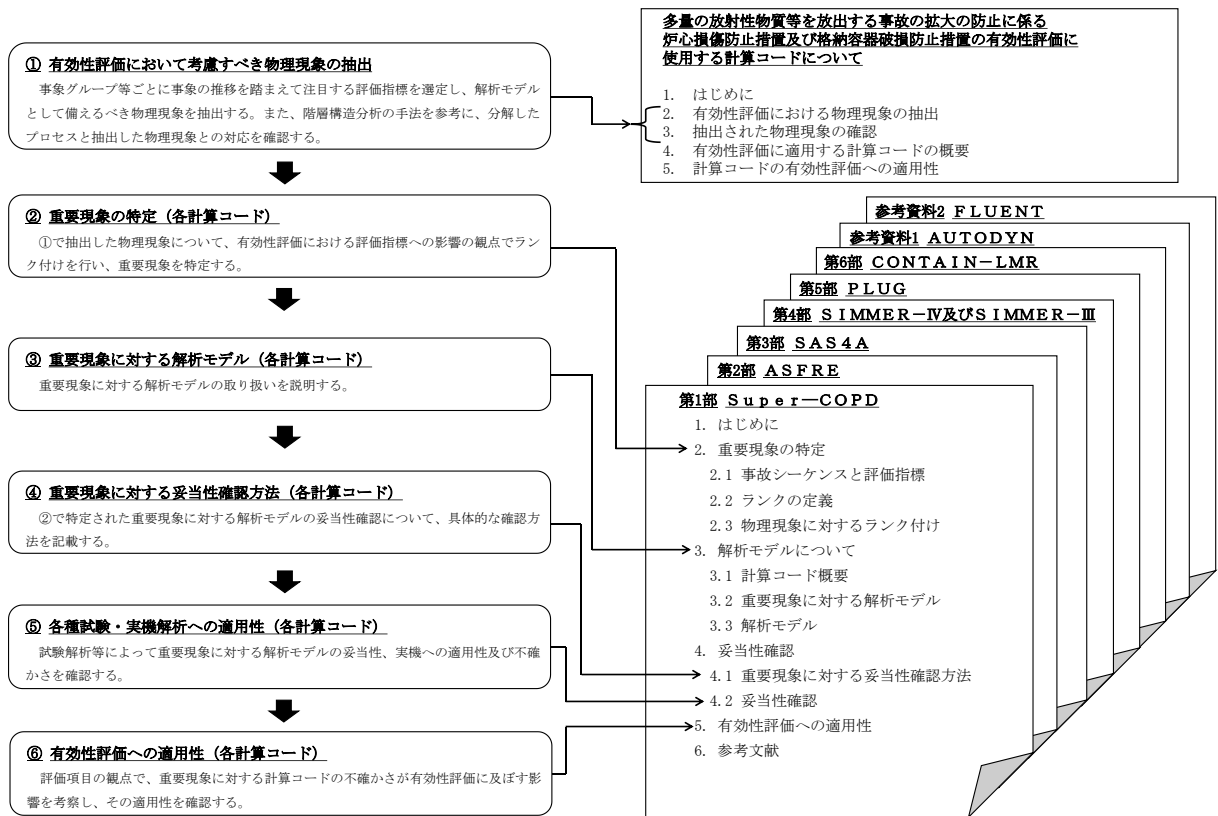 ① 有効性評価において考慮すべき物理現象の抽出
事象グループ等ごとに事象の推移を踏まえて注目する評価指標を選定し、解析モデル
として備えるべき物理現象を抽出する。また、階層構造分析の手法を参考に、分解した
プロセスと抽出した物理現象との対応を確認する。
② 重要現象の特定（各計算コード）
①で抽出した物理現象について、有効性評価における評価指標への影響の観点でラン
ク付けを行い、重要現象を特定する。
③ 重要現象に対する解析モデル（各計算コード）
重要現象に対する解析モデルの取り扱いを説明する。
④ 重要現象に対する妥当性確認方法（各計算コード）
②で特定された重要現象に対する解析モデルの妥当性確認について、具体的な確認方
法を記載する。
⑤ 各種試験・実機解析への適用性（各計算コード）
試験解析等によって重要現象に対する解析モデルの妥当性、実機への適用性及び不確
かさを確認する。
⑥ 有効性評価への適用性（各計算コード）
評価項目の観点で、重要現象に対する計算コードの不確かさが有効性評価に及ぼす影
響を考察し、その適用性を確認する。
多量の放射性物質等を放出する事故の拡大の防止に係る
炉心損傷防止措置及び格納容器破損防止措置の有効性評価に
使用する計算コードについて
1. はじめに
2. 有効性評価における物理現象の抽出
3. 抽出された物理現象の確認
4. 有効性評価に適用する計算コードの概要
5. 計算コードの有効性評価への適用性
参考資料2 ＦＬＵＥＮＴ
参考資料1 ＡＵＴＯＤＹＮ
第6部 ＣＯＮＴＡＩＮ－ＬＭＲ
第5部 ＰＬＵＧ
第4部 ＳＩＭＭＥＲ－Ⅳ及びＳＩＭＭＥＲ－Ⅲ
第3部 ＳＡＳ４Ａ
第2部 ＡＳＦＲＥ
第1部 Ｓｕｐｅｒ－ＣＯＰＤ
1. はじめに
2. 重要現象の特定
2.1 事故シーケンスと評価指標
2.2 ランクの定義
2.3 物理現象に対するランク付け
3. 解析モデルについて
3.1 計算コード概要
3.2 重要現象に対する解析モデル
3.3 解析モデル
4. 妥当性確認
4.1 重要現象に対する妥当性確認方法
4.2 妥当性確認
5. 有効性評価への適用性
6. 参考文献